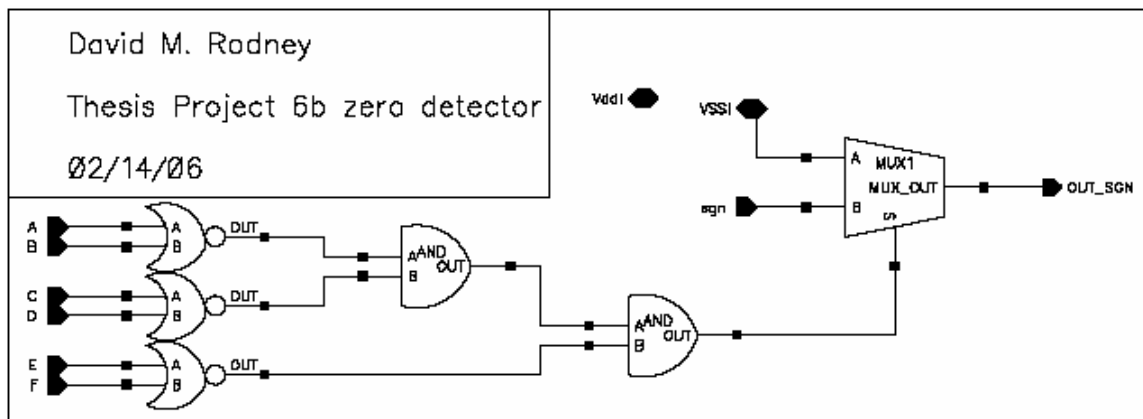 David M. Rodney
Thesis Project 6b zero detector
02/14/06
VddI
VSSI
A MUX1
MUX_OUT
OUT_SGN
sgn
B
S
A
B
A
B
OUT
A AND
B OUT
C
D
A
B
OUT
A AND
B OUT
E
F
A
B
OUT